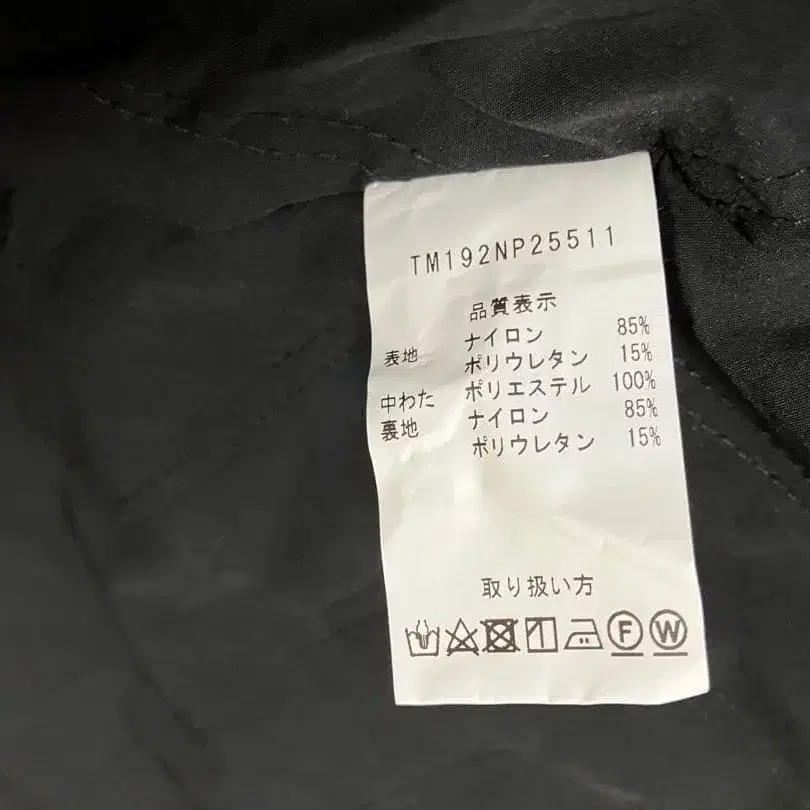 TM192NP25511
品質表示
表地 ナイロン 85%
ポリウレタン 15%
中わた ポリエステル 100%
裏地 ナイロン 85%
ポリウレタン 15%
取り扱い方
F W